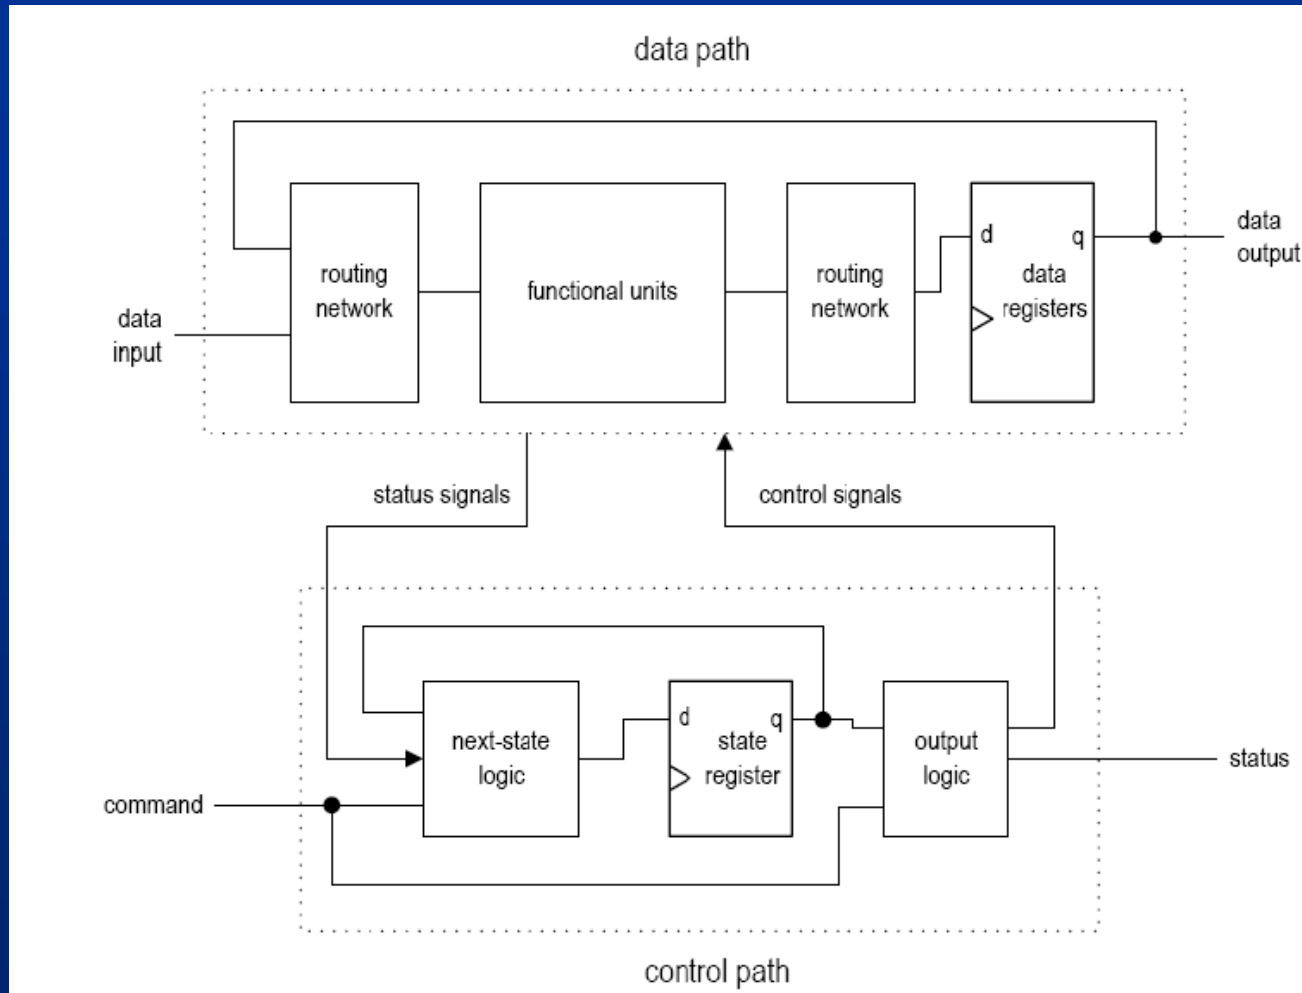 data path
routing
network
functional units
routing
network
d
q
data
registers
data
output
data
input
status signals
control signals
next-state
logic
d
q
state
register
output
logic
status
command
control path